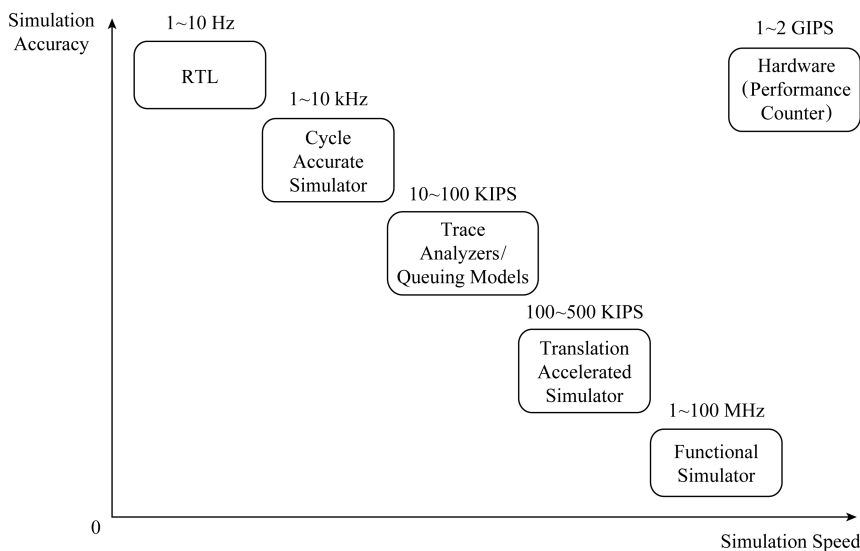 Simulation
Accuracy
1~10 Hz
RTL
1~10 kHz
Cycle
Accurate
Simulator
10~100 KIPS
Trace
Analyzers/
Queuing Models
100~500 KIPS
Translation
Accelerated
Simulator
1~100 MHz
Functional
Simulator
1~2 GIPS
Hardware
(Performance
Counter)
0
Simulation Speed